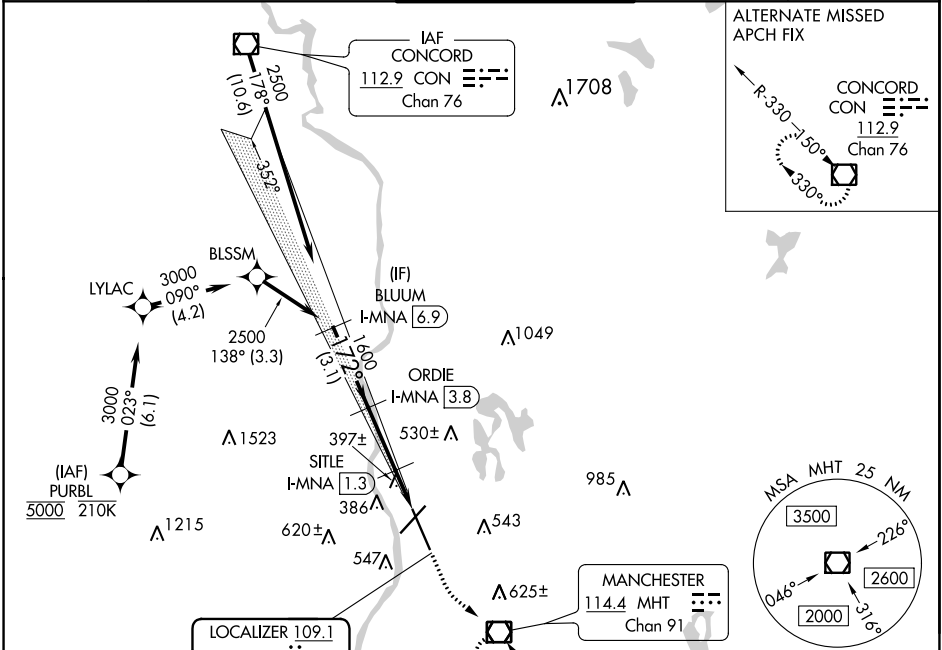 IAF
CONCORD
112.9 CON
Chan 76
2500
178°
(10.6)
1708
ALTERNATE MISSED
APCH FIX
CONCORD
CON
112.9
Chan 76
R-330
150°
330°
352°
BLSSM
LYLAC
3000
090°
(4.2)
(IF)
BLUUM
I-MNA 6.9
2500
138° (3.3)
1600
172°
(3.1)
1049
ORDIE
I-MNA 3.8
3000
023°
(6.1)
1523
397±
530±
SITLE
I-MNA 1.3
(IAF)
PURBL
5000 210K
386
985
1215
620±
543
547
625±
MSA MHT 25 NM
3500
226°
046°
2600
2000
316°
MANCHESTER
114.4 MHT
Chan 91
LOCALIZER 109.1